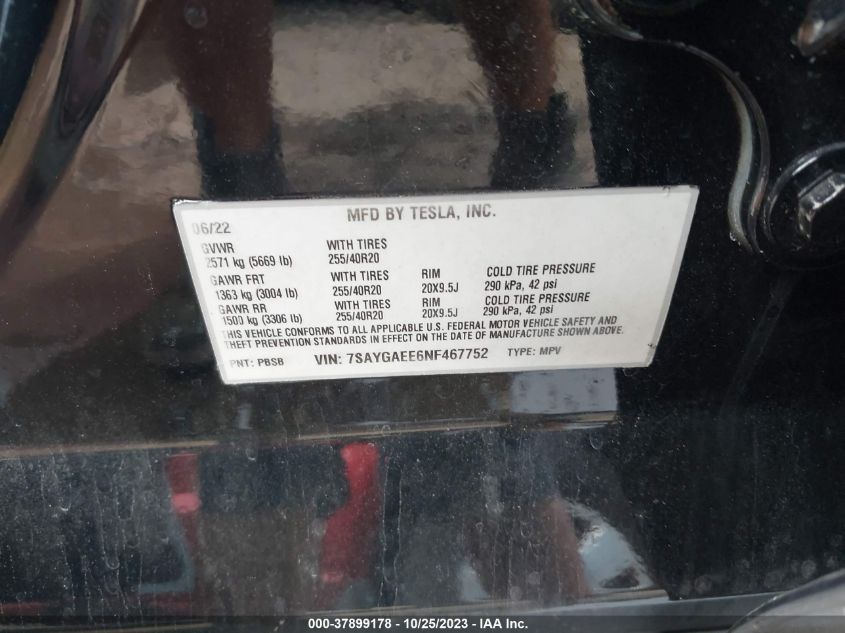 06/22 MFD BY TESLA, INC.
GVWR WITH TIRES
2571 kg (5669 lb) 255/40R20
GAWR FRT WITH TIRES RIM COLD TIRE PRESSURE
1363 kg (3004 lb) 255/40R20 20X9.5J 290 kPa, 42 psi
GAWR RR WITH TIRES RIM COLD TIRE PRESSURE
1500 kg (3306 lb) 255/40R20 20X9.5J 290 kPa, 42 psi
THIS VEHICLE CONFORMS TO ALL APPLICABLE U.S. FEDERAL MOTOR VEHICLE SAFETY AND
THEFT PREVENTION STANDARDS IN EFFECT ON THE DATE OF MANUFACTURE SHOWN ABOVE.
PNT: PBSB VIN: 7SAYGAEE6NF467752 TYPE: MPV
000-37899178 - 10/25/2023 - IAA Inc.